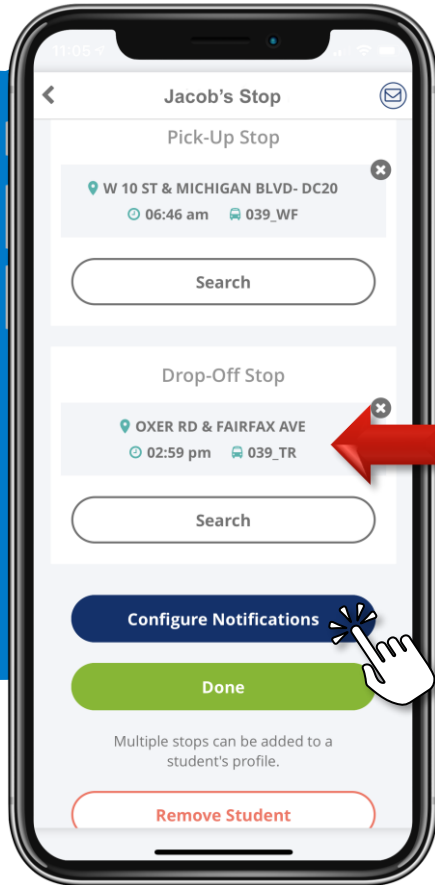 11:05
Jacob's Stop
Pick-Up Stop
W 10 ST & MICHIGAN BLVD- DC20
06:46 am 039_WF
Search
Drop-Off Stop
OXER RD & FAIRFAX AVE
02:59 pm 039_TR
Search
Configure Notifications
Done
Multiple stops can be added to a
student's profile.
Remove Student